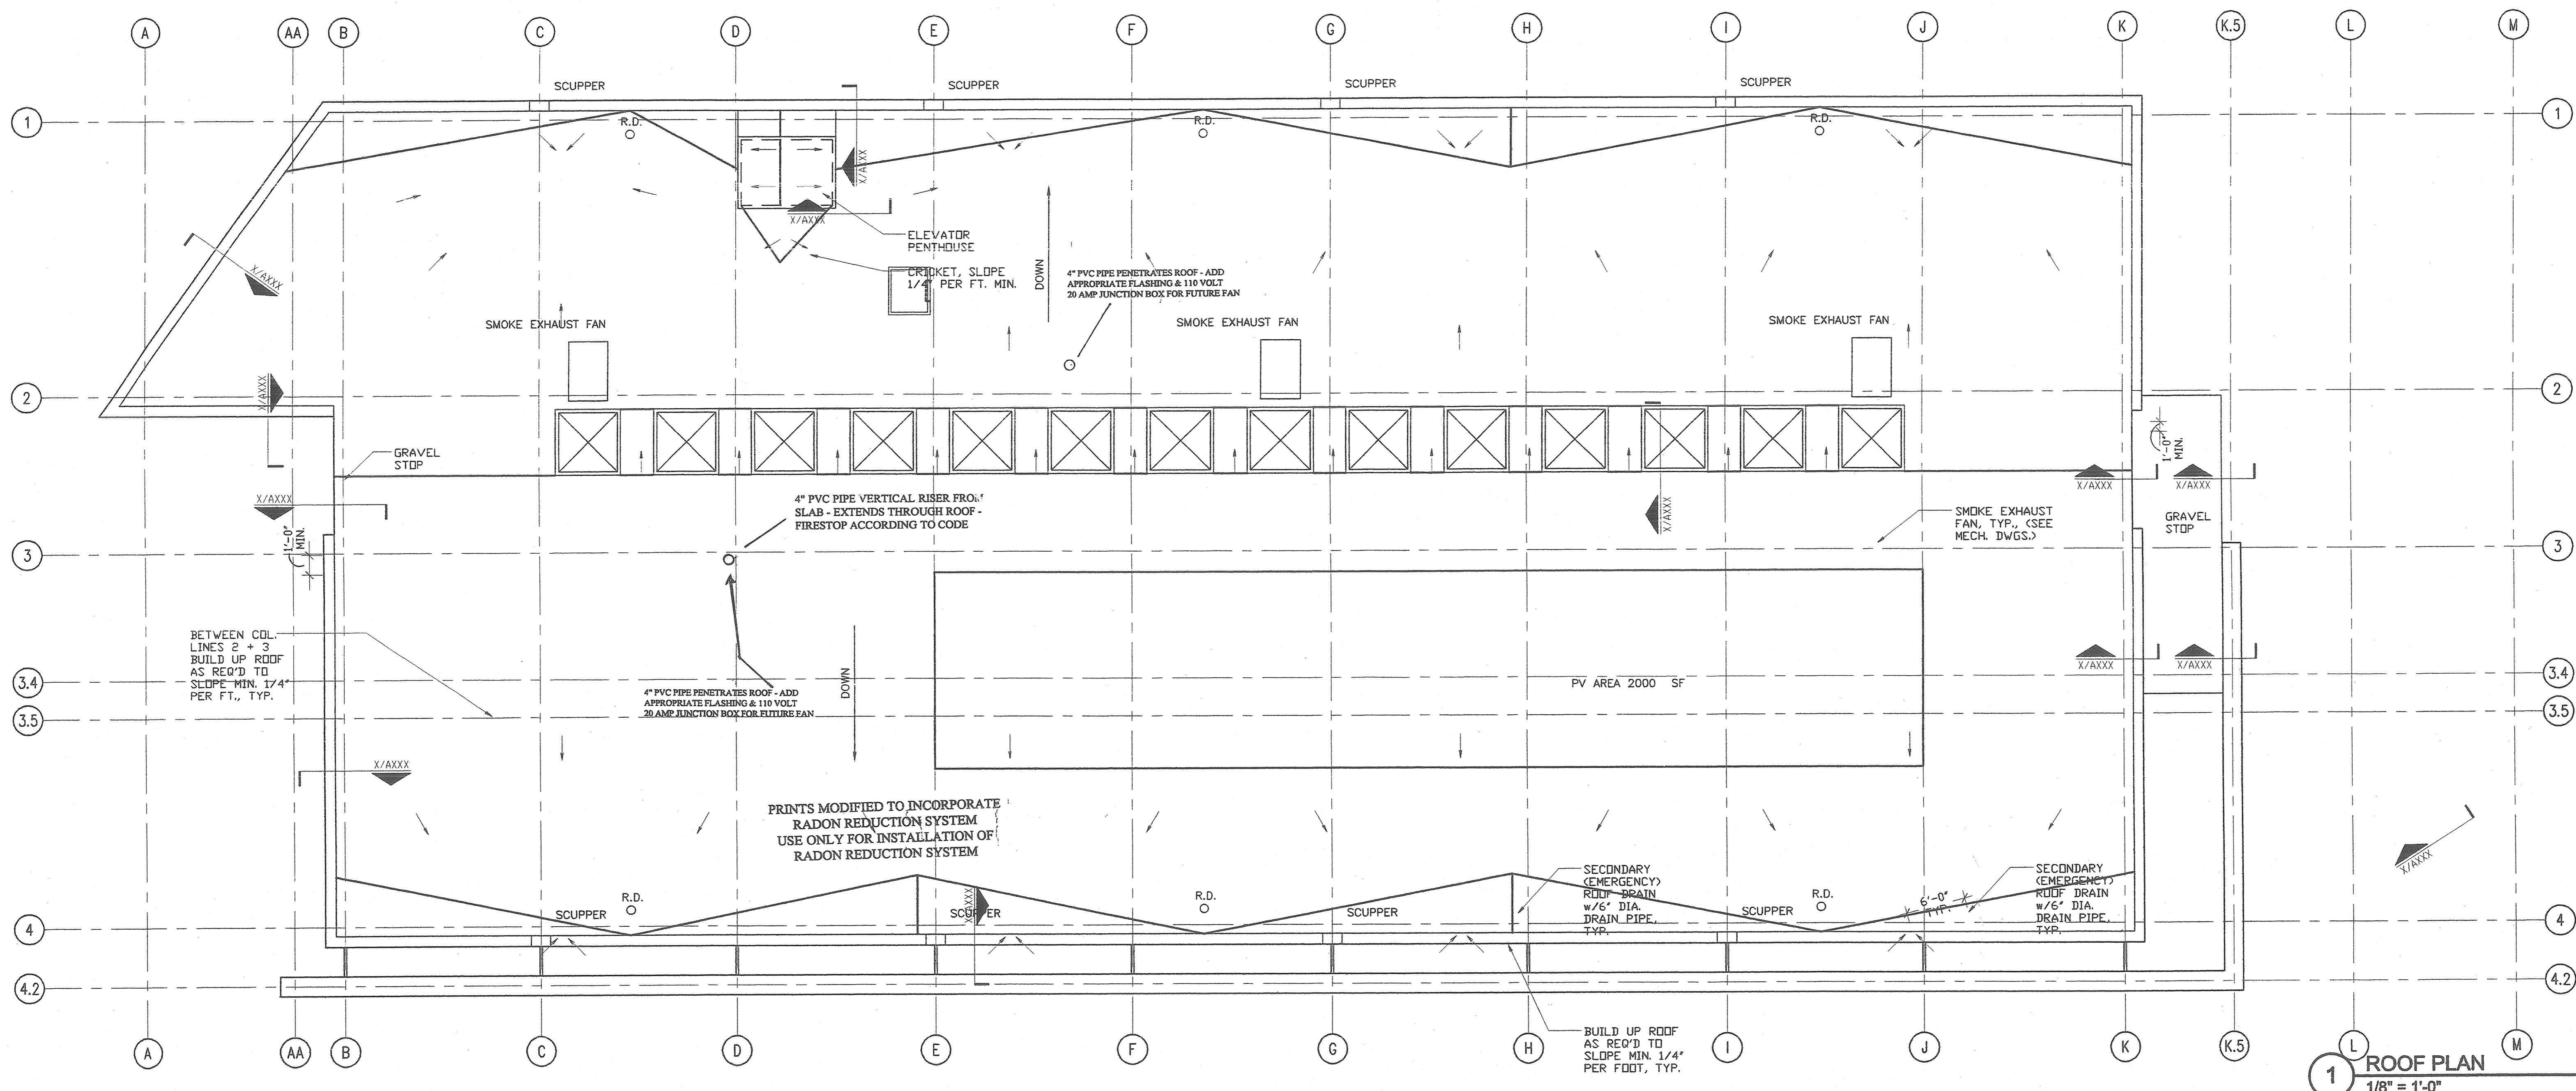 A AA B C D E F G H I J K K.5 L M
SCUPPER SCUPPER SCUPPER SCUPPER
1 1
R.D. R.D. R.D.
X/AXXX
X/AXXX
ELEVATOR
PENTHOUSE
CRICKET, SLOPE
1/4" PER FT. MIN.
DOWN
4" PVC PIPE PENETRATES ROOF - ADD
APPROPRIATE FLASHING & 110 VOLT
20 AMP JUNCTION BOX FOR FUTURE FAN
X/AXXX
SMOKE EXHAUST FAN SMOKE EXHAUST FAN SMOKE EXHAUST FAN
X/AXXX
2 2
GRAVEL
STOP
1'-0"
MIN.
X/AXXX X/AXXX
X/AXXX
4" PVC PIPE VERTICAL RISER FROM
SLAB - EXTENDS THROUGH ROOF -
FIRESTOP ACCORDING TO CODE
X/AXXX
SMOKE EXHAUST
FAN, TYP., (SEE
MECH. DWGS.)
GRAVEL
STOP
1'-0"
MIN.
3 3
BETWEEN COL.
LINES 2 + 3
BUILD UP ROOF
AS REQ'D TO
SLOPE MIN. 1/4"
PER FT., TYP.
X/AXXX X/AXXX
3.4 3.4
4" PVC PIPE PENETRATES ROOF - ADD
APPROPRIATE FLASHING & 110 VOLT
20 AMP JUNCTION BOX FOR FUTURE FAN
DOWN
PV AREA 2000 SF
3.5 3.5
X/AXXX
PRINTS MODIFIED TO INCORPORATE
RADON REDUCTION SYSTEM
USE ONLY FOR INSTALLATION OF
RADON REDUCTION SYSTEM
X/AXXX
R.D. R.D. R.D.
SECONDARY
(EMERGENCY)
ROOF DRAIN
w/6" DIA.
DRAIN PIPE,
TYP.
6'-0"
TYP.
SECONDARY
(EMERGENCY)
ROOF DRAIN
w/6" DIA.
DRAIN PIPE,
TYP.
SCUPPER SCUPPER SCUPPER SCUPPER
X/AXXX
4 4
4.2 4.2
BUILD UP ROOF
AS REQ'D TO
SLOPE MIN. 1/4"
PER FOOT, TYP.
A AA B C D E F G H I J K K.5 L M
1 ROOF PLAN
1/8" = 1'-0"